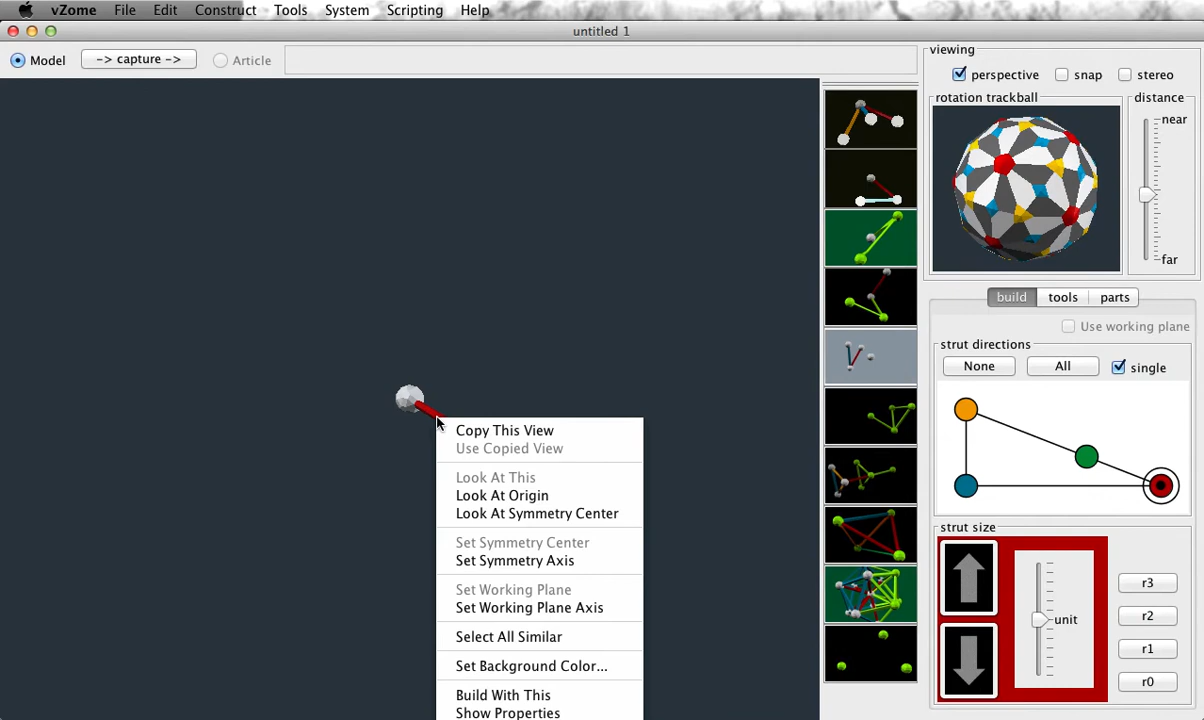 vZome File Edit Construct Tools System Scripting Help
untitled 1
Model -> capture -> Article
viewing
perspective snap stereo
rotation trackball distance
near
far
build tools parts
Use working plane
strut directions
None All single
strut size
unit
r3
r2
r1
r0
Copy This View
Use Copied View
Look At This
Look At Origin
Look At Symmetry Center
Set Symmetry Center
Set Symmetry Axis
Set Working Plane
Set Working Plane Axis
Select All Similar
Set Background Color...
Build With This
Show Properties